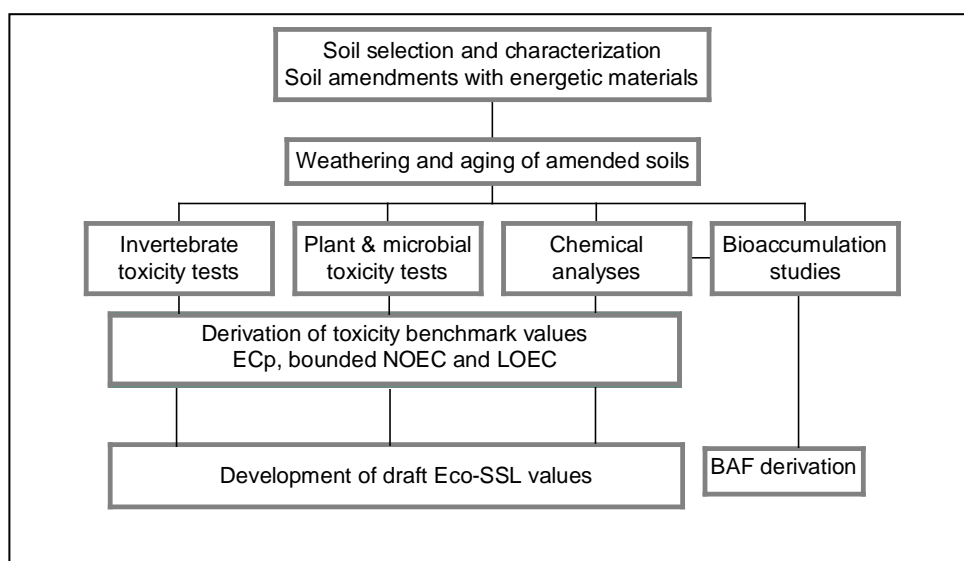 Soil selection and characterization
Soil amendments with energetic materials
Weathering and aging of amended soils
Invertebrate
toxicity tests
Plant & microbial
toxicity tests
Chemical
analyses
Bioaccumulation
studies
Derivation of toxicity benchmark values
ECp, bounded NOEC and LOEC
Development of draft Eco-SSL values
BAF derivation